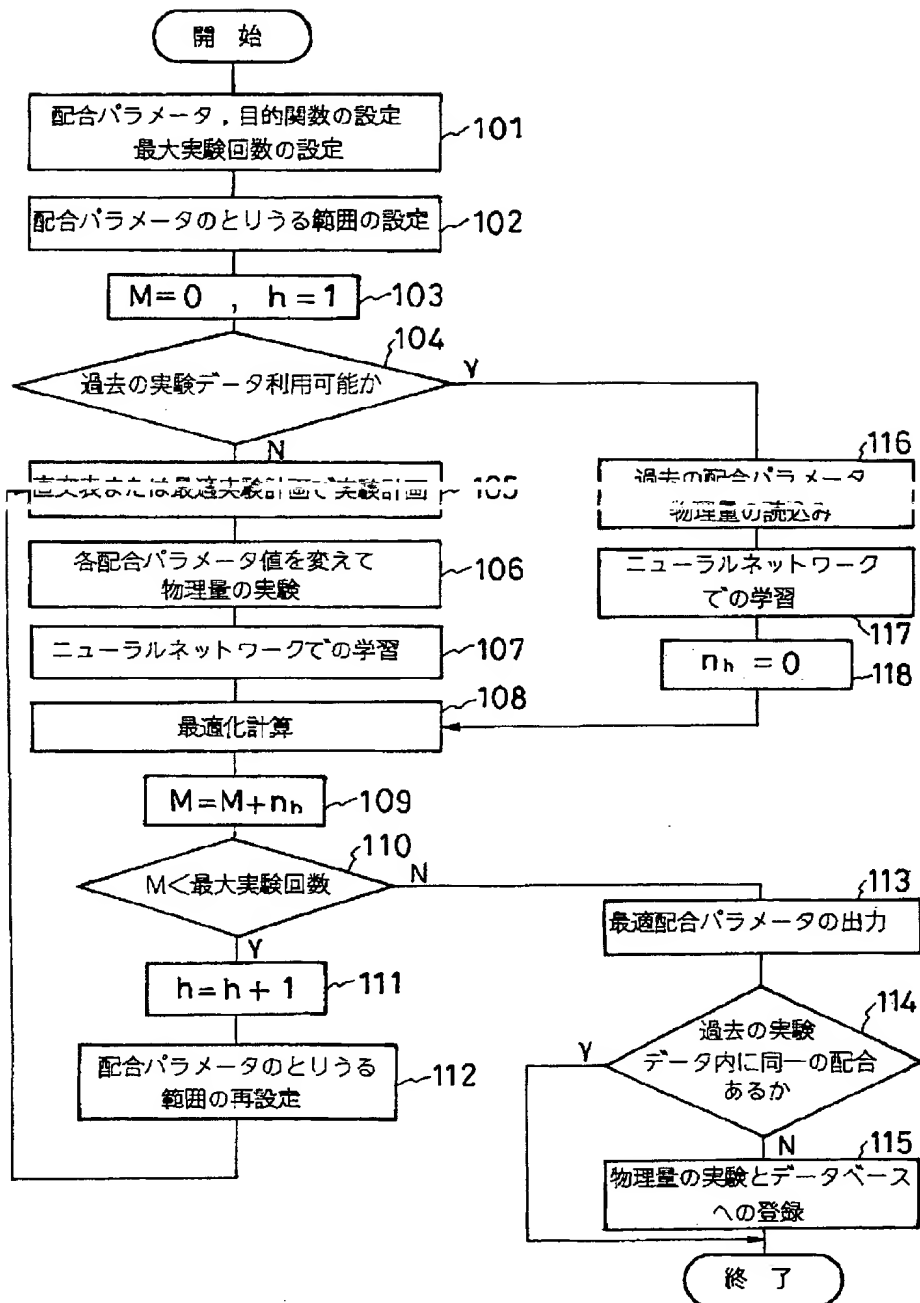 開 始
配合パラメータ,目的関数の設定
最大実験回数の設定
101
配合パラメータのとりうる範囲の設定
102
M=0 , h=1
103
104
過去の実験データ利用可能か
Y
N
直交表または最適実験計画で実験計画
105
各配合パラメータ値を変えて
物理量の実験
106
ニューラルネットワークでの学習
107
108
最適化計算
116
過去の配合パラメータ
物理量の読込み
ニューラルネットワーク
での学習
117
nh =0
118
M=M+nh
109
110
M<最大実験回数
N
Y
h=h+1
111
配合パラメータのとりうる
範囲の再設定
112
113
最適配合パラメータの出力
114
過去の実験
データ内に同一の配合
あるか
Y
N
115
物理量の実験とデータベース
への登録
終 了